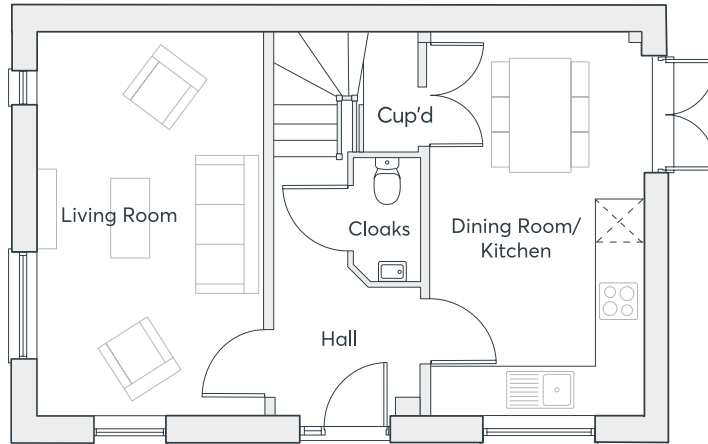 Cup'd
Living Room
Cloaks
Dining Room/
Kitchen
Hall